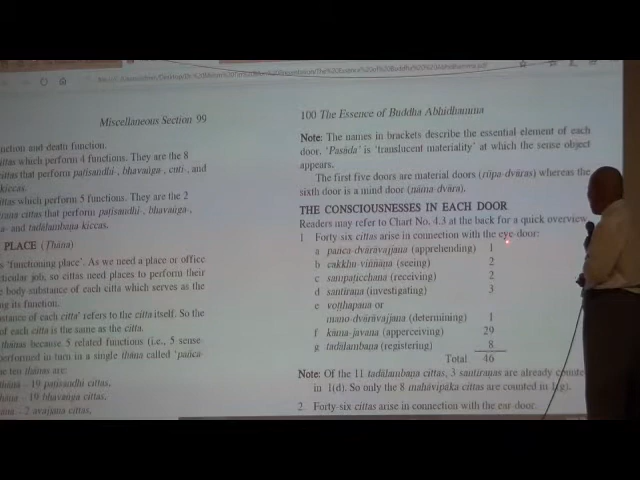 Miscellaneous Section 99
nction and death function.
cittas which perform 4 functions. They are the 8
cittas that perform paṭisandhi-, bhavaṅga-, cuti-, and
kiccas.
cittas which perform 5 functions. They are the 2
cittas that perform paṭisandhi-, bhavaṅga-,
a- and tadālambaṇa kiccas.
PLACE (Ṭhāna)
is 'functioning place'. As we need a place or office
rticular job, so cittas need places to perform their
e body substance of each citta which serves as the
ng its function.
stance of each citta' refers to the citta itself. So the
of each citta is the same as the citta.
thānas because 5 related functions (i.e., 5 sense-
performed in turn in a single ṭhāna called 'pañca-
e ten ṭhānas are:
hāna - 19 paṭisandhi cittas,
hāna - 19 bhavaṅga cittas,
hāna - 2 āvajjana cittas,
100 The Essence of Buddha Abhidhamma
Note: The names in brackets describe the essential element of each
door. 'Pasāda' is 'translucent materiality' at which the sense object
appears.
The first five doors are material doors (rūpa-dvāras) whereas the
sixth door is a mind door (nāma dvāra).
THE CONSCIOUSNESSES IN EACH DOOR
Readers may refer to Chart No. 4.3 at the back for a quick overview
1 Forty-six cittas arise in connection with the eye-door:
a pañca-dvārāvajjana (apprehending) 1
b cakkhu-viññāṇa (seeing) 2
c sampaṭicchana (receiving) 2
d santīraṇa (investigating) 3
e voṭṭhapana or
mano-dvārāvajjana (determining) 1
f kāma-javana (apperceiving) 29
g tadālambaṇa (registering) 8
Total 46
Note: Of the 11 tadālambaṇa cittas, 3 santīraṇas are already counte
in 1(d). So only the 8 mahāvipāka cittas are counted in 1(g).
2. Forty-six cittas arise in connection with the ear-door: